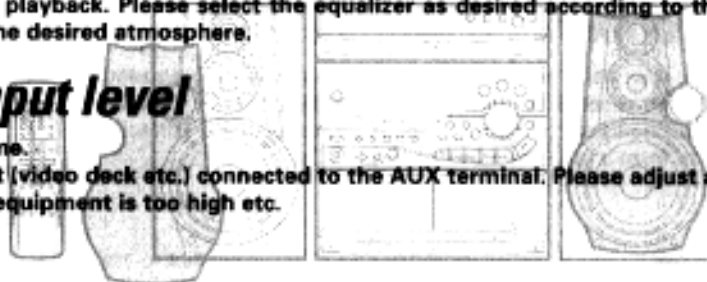 playback. Please select the equalizer as desired according to th
ne desired atmosphere.
put level
ne.
t (video deck etc.) connected to the AUX terminal. Please adjust a
equipment is too high etc.